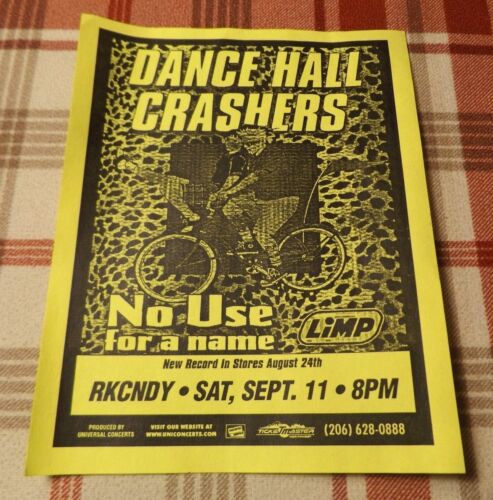 DANCE HALL
CRASHERS
No Use
for a name
LiMP
New Record In Stores August 24th
RKCNDY • SAT, SEPT. 11 • 8PM
PRODUCED BY
UNIVERSAL CONCERTS
VISIT OUR WEBSITE AT
WWW.UNICONCERTS.COM
TICKETMASTER
(206) 628-0888